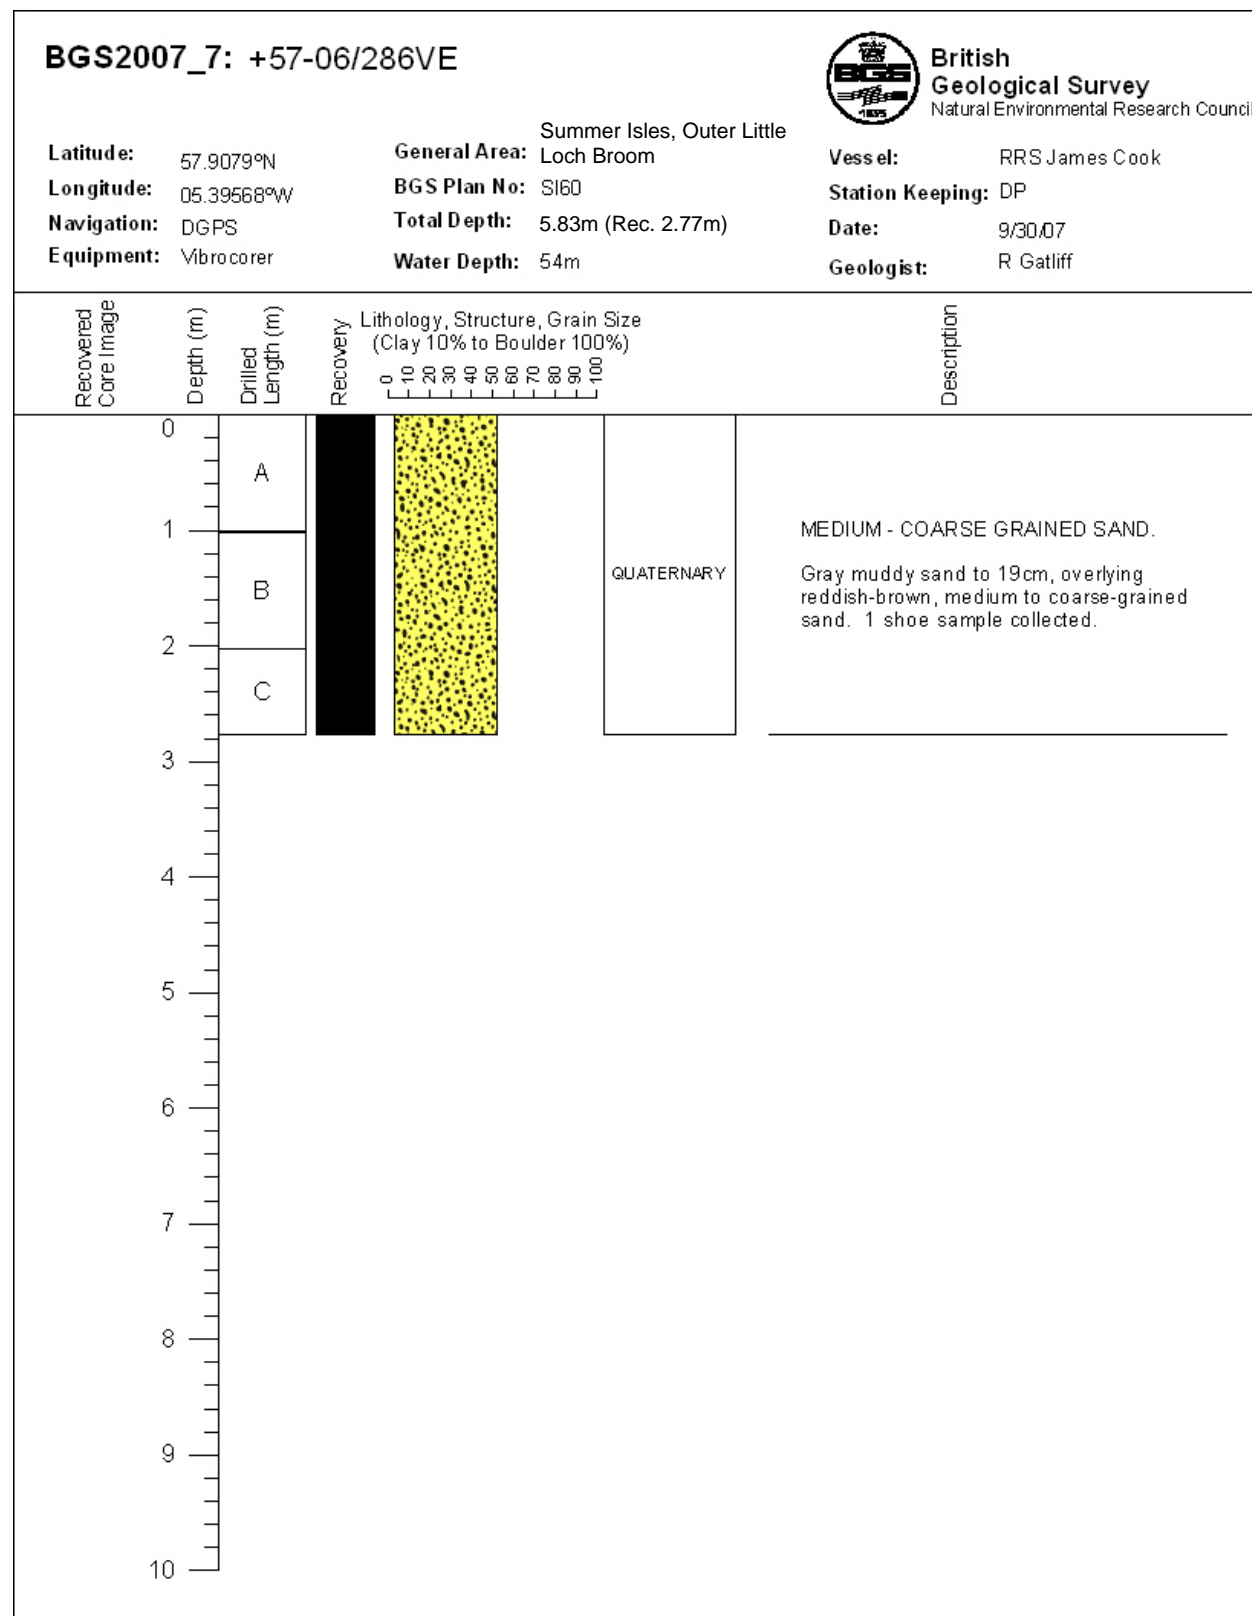 BGS2007_7: +57-06/286VE
British
Geological Survey
Natural Environmental Research Council
BGS
1835
Latitude: 57.9079ºN
Longitude: 05.39568ºW
Navigation: DGPS
Equipment: Vibrocorer
General Area: Summer Isles, Outer Little
Loch Broom
BGS Plan No: SI60
Total Depth: 5.83m (Rec. 2.77m)
Water Depth: 54m
Vessel: RRS James Cook
Station Keeping: DP
Date: 9/30/07
Geologist: R Gatliff
Recovered
Core Image
Depth (m)
Drilled
Length (m)
Recovery
Lithology, Structure, Grain Size
(Clay 10% to Boulder 100%)
0 10 20 30 40 50 60 70 80 90 100
Description
0
A
1
B
2
C
3
4
5
6
7
8
9
10
QUATERNARY
MEDIUM - COARSE GRAINED SAND.
Gray muddy sand to 19cm, overlying
reddish-brown, medium to coarse-grained
sand. 1 shoe sample collected.